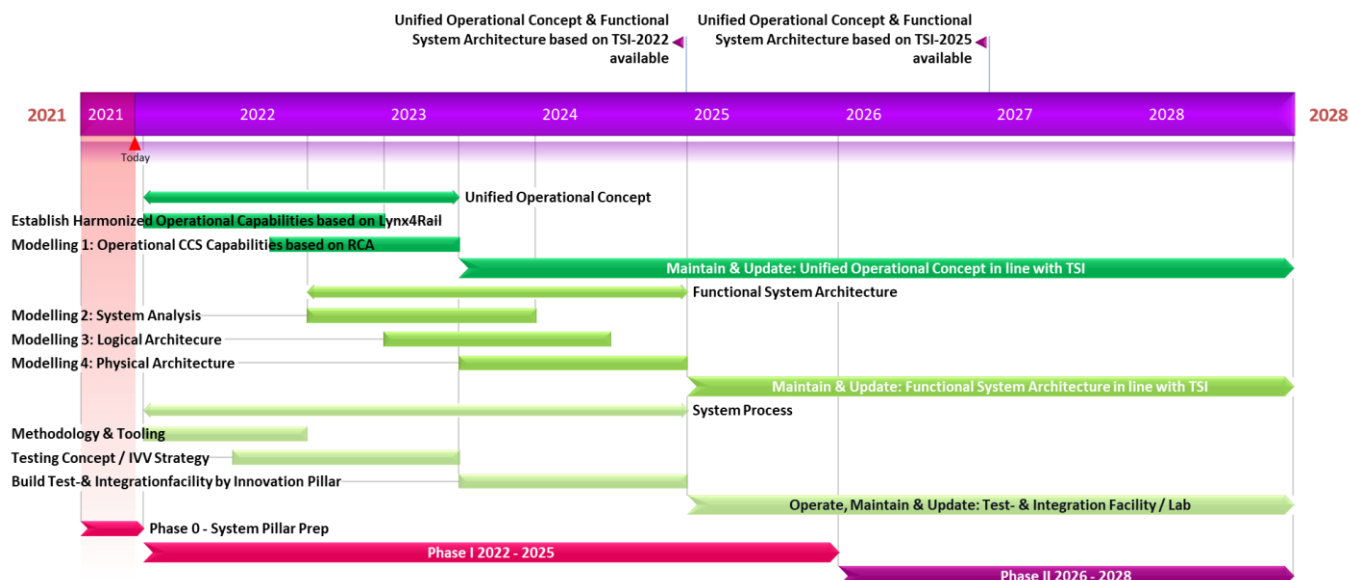 Unified Operational Concept & Functional
System Architecture based on TSI-2022
available
Unified Operational Concept & Functional
System Architecture based on TSI-2025
available
2021
2021
2022
2023
2024
2025
2026
2027
2028
2028
Today
Unified Operational Concept
Establish Harmonized Operational Capabilities based on Lynx4Rail
Modelling 1: Operational CCS Capabilities based on RCA
Maintain & Update: Unified Operational Concept in line with TSI
Functional System Architecture
Modelling 2: System Analysis
Modelling 3: Logical Architecure
Modelling 4: Physical Architecture
Maintain & Update: Functional System Architecture in line with TSI
System Process
Methodology & Tooling
Testing Concept / IVV Strategy
Build Test-& Integrationfacility by Innovation Pillar
Operate, Maintain & Update: Test- & Integration Facility / Lab
Phase 0 - System Pillar Prep
Phase I 2022 - 2025
Phase II 2026 - 2028